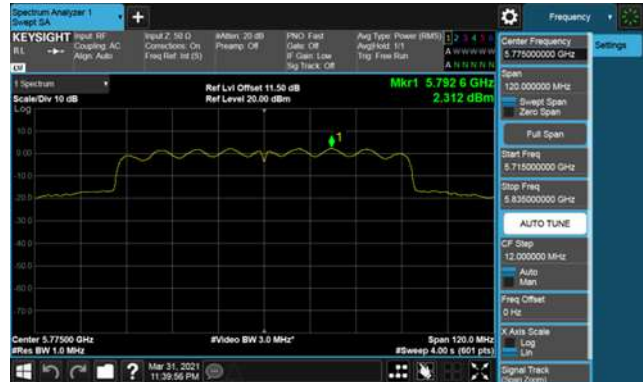 Spectrum Analyzer 1
Swept SA
Frequency
KEYSIGHT
RL
Input: RF
Coupling: AC
Align: Auto
Input Z: 50 Ω
Corrections: On
Freq Ref: Int (S)
#Atten: 20 dB
Preamp: Off
PNO: Fast
Gate: Off
IF Gain: Low
Sig Track: Off
Avg Type: Power (RMS)
Avg|Hold: 1/1
Trig: Free Run
1 2 3 4 5 6
A W W W W W
A N N N N N
1 Spectrum
Scale/Div 10 dB
Log
Ref Lvl Offset 11.50 dB
Ref Level 20.00 dBm
Mkr1 5.792 6 GHz
2.312 dBm
1
10.0
0.00
-10.0
-20.0
-30.0
-40.0
-50.0
-60.0
-70.0
Center 5.77500 GHz
#Res BW 1.0 MHz
#Video BW 3.0 MHz*
Span 120.0 MHz
#Sweep 4.00 s (601 pts)
Mar 31, 2021
11:39:56 PM
Center Frequency
5.775000000 GHz
Settings
Span
120.000000 MHz
Swept Span
Zero Span
Full Span
Start Freq
5.715000000 GHz
Stop Freq
5.835000000 GHz
AUTO TUNE
CF Step
12.000000 MHz
Auto
Man
Freq Offset
0 Hz
X Axis Scale
Log
Lin
Signal Track
(Span Zoom)